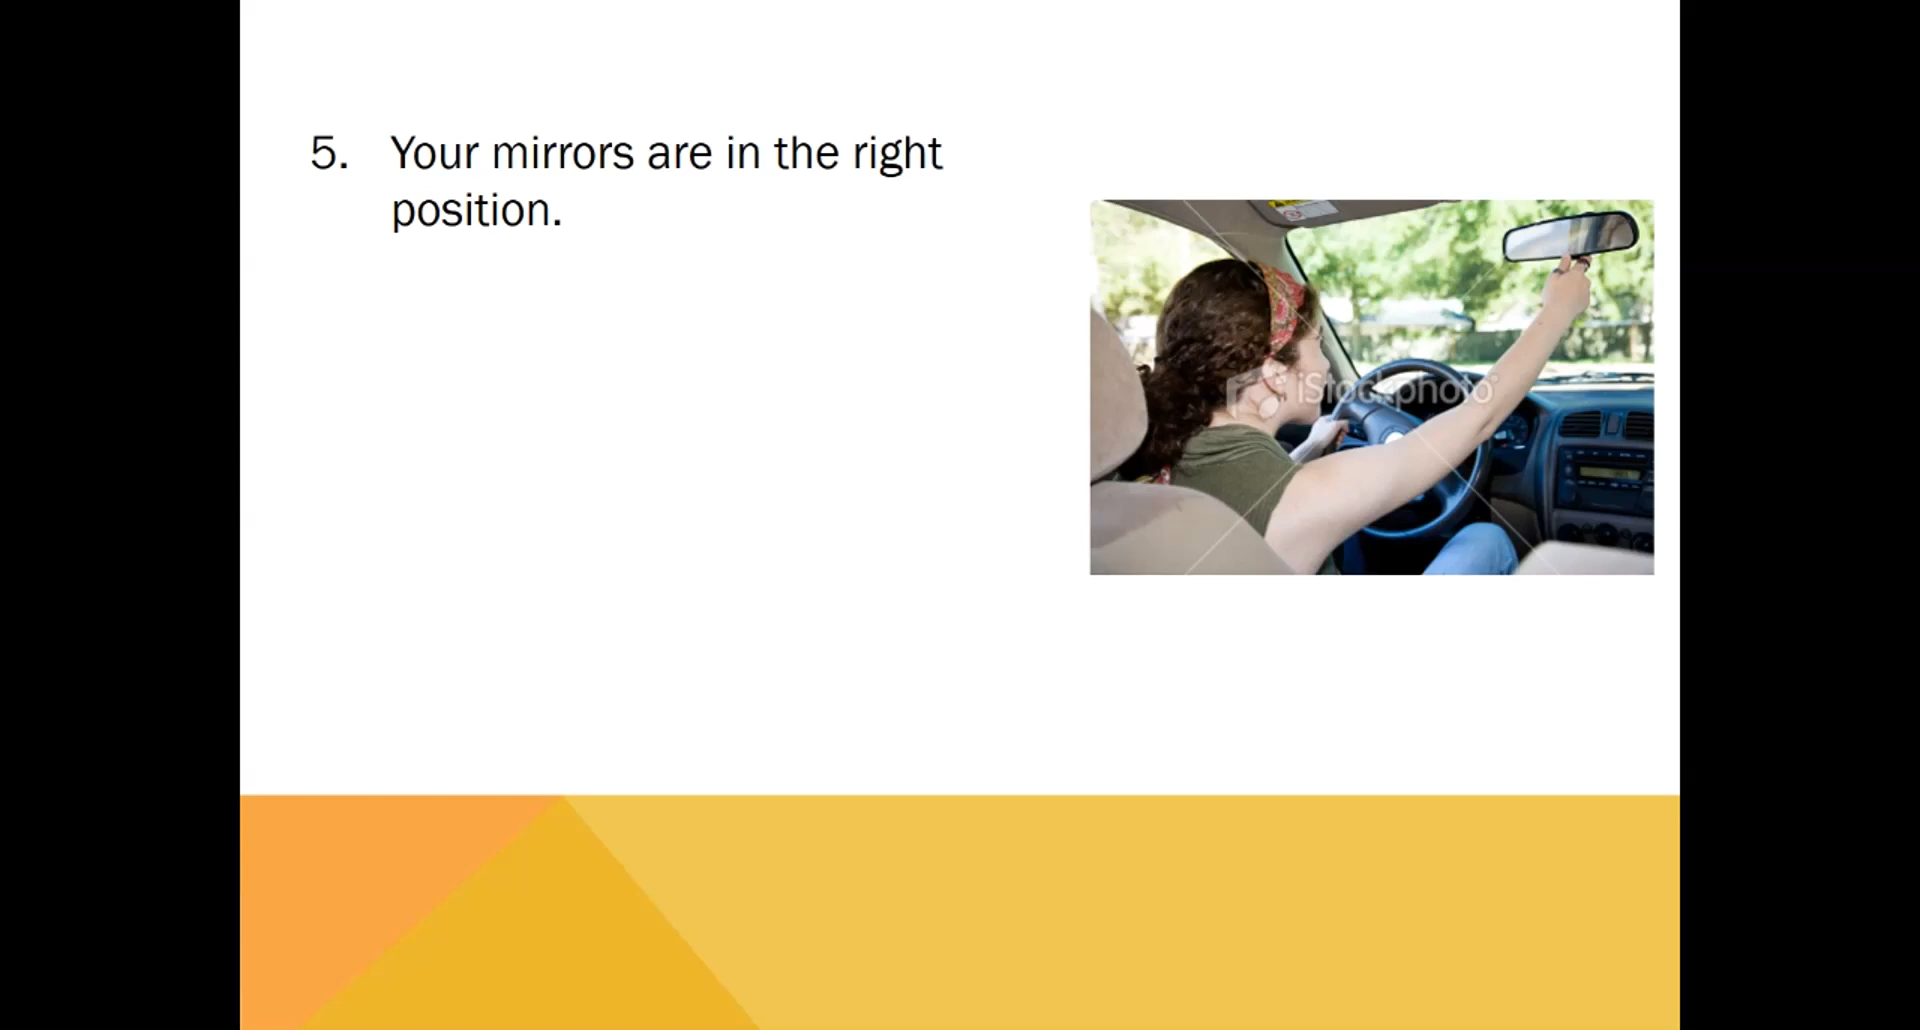 5. Your mirrors are in the right
position.
iStockphoto